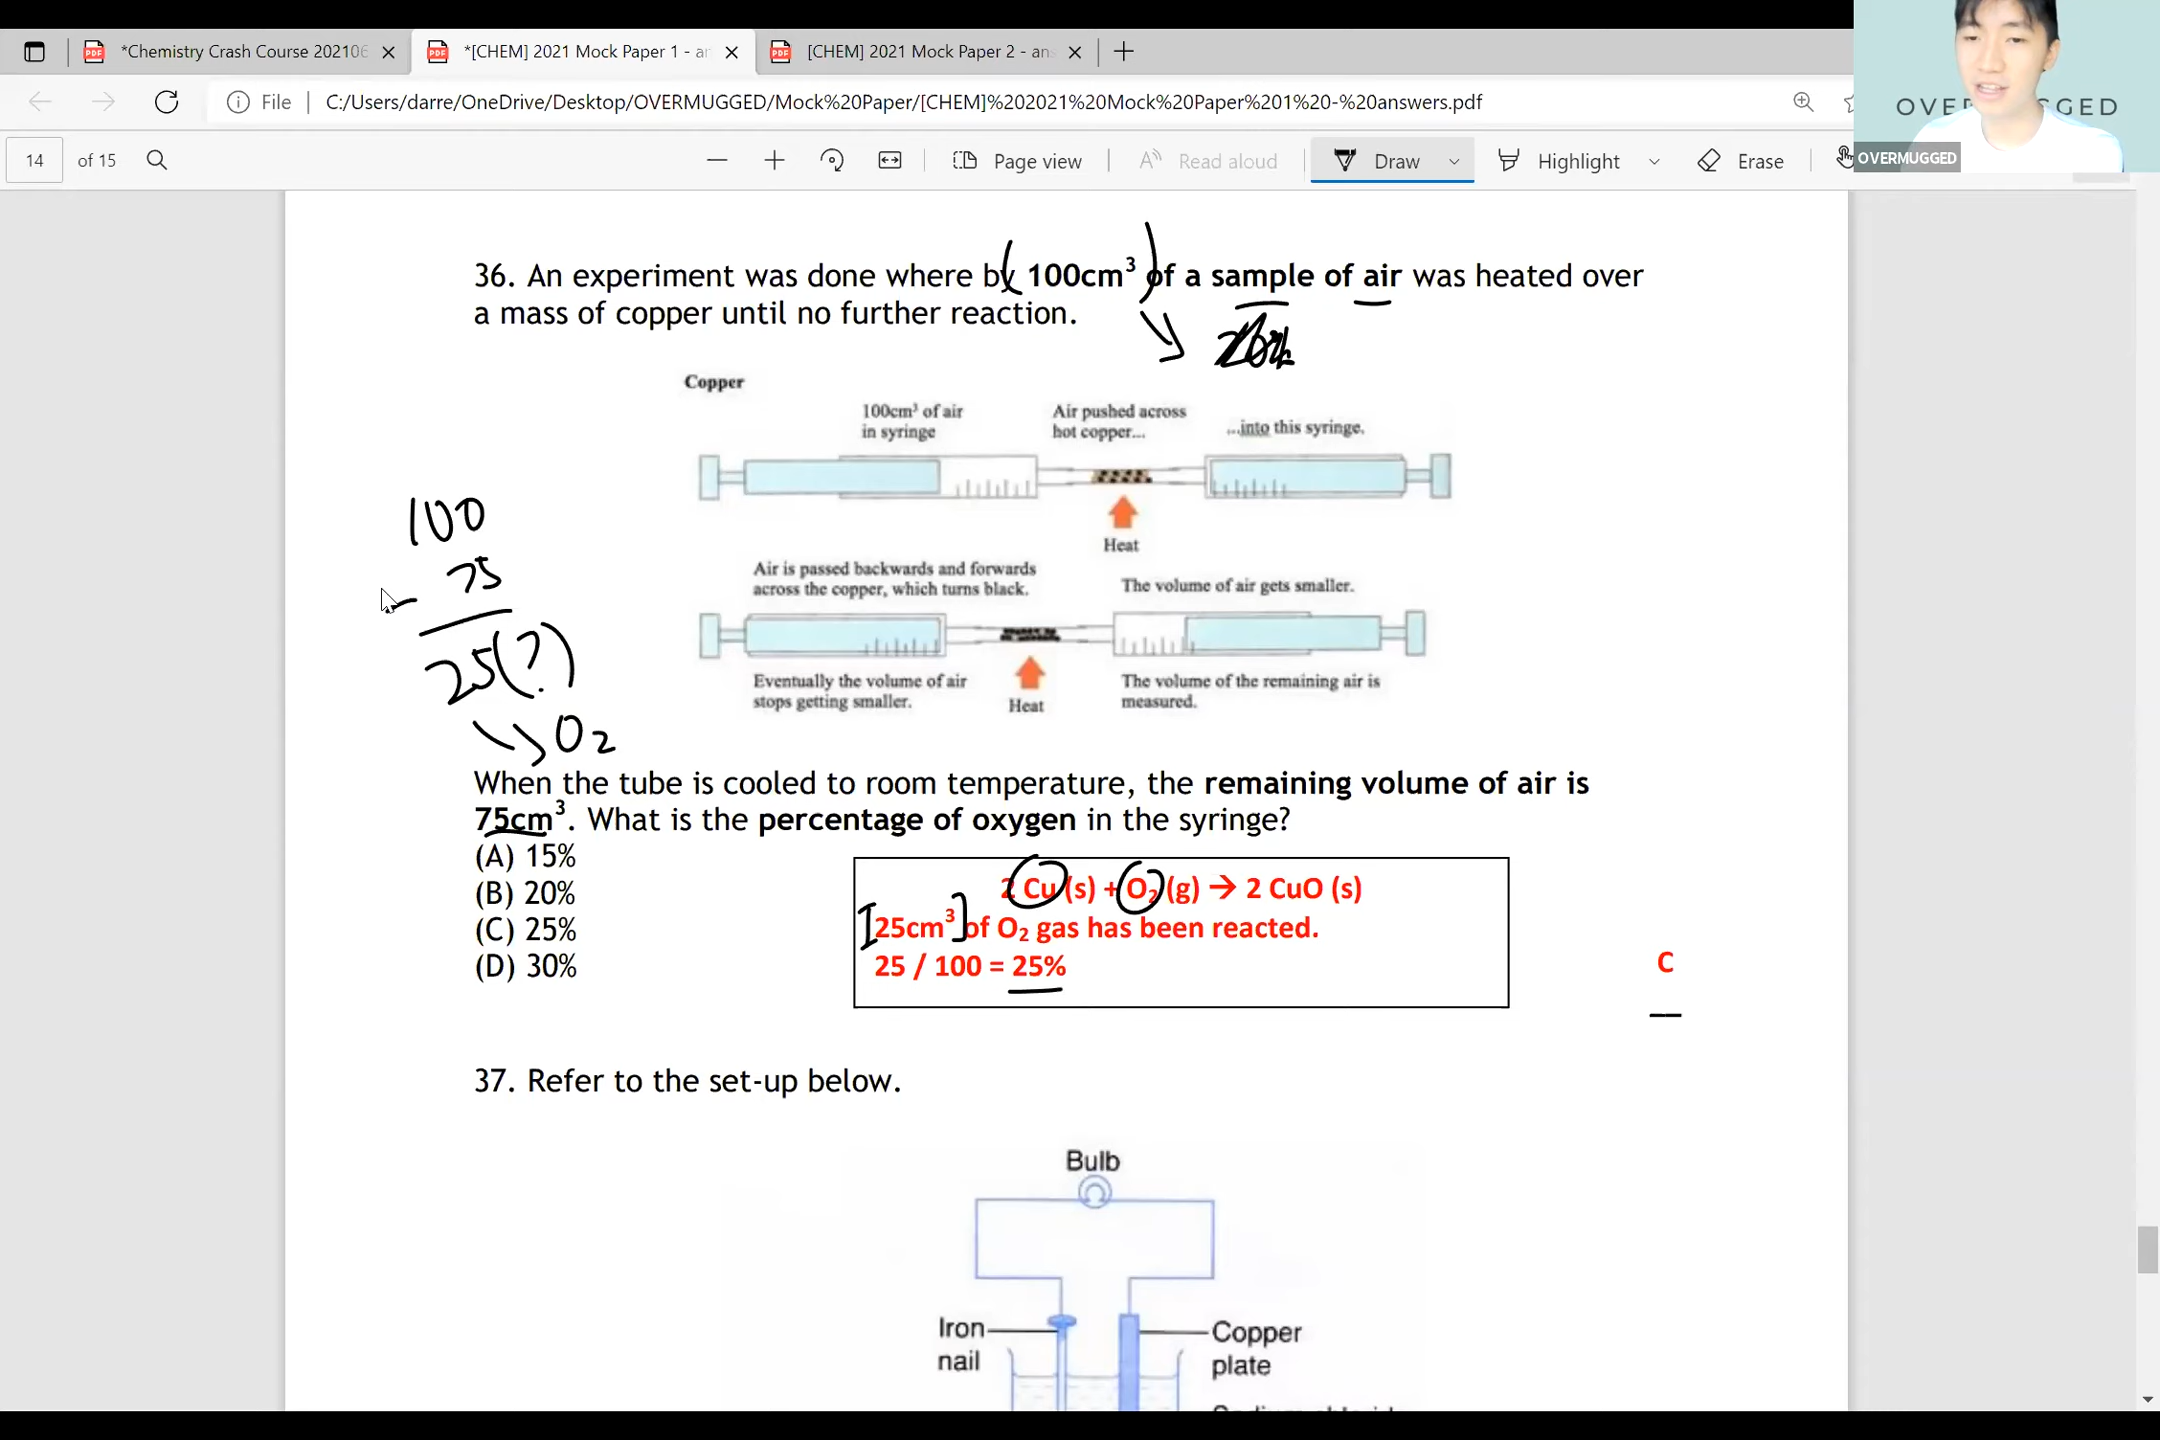 *Chemistry Crash Course 202106
*[CHEM] 2021 Mock Paper 1 - an
[CHEM] 2021 Mock Paper 2 - ans
File
C:/Users/darre/OneDrive/Desktop/OVERMUGGED/Mock%20Paper/[CHEM]%202021%20Mock%20Paper%201%20-%20answers.pdf
OVERMUGGED
14 of 15
Page view
Read aloud
Draw
Highlight
Erase
36. An experiment was done where by (100cm³) of a sample of air was heated over
a mass of copper until no further reaction.
Copper
100cm³ of air
in syringe
Air pushed across
hot copper...
...into this syringe.
Heat
Air is passed backwards and forwards
across the copper, which turns black.
The volume of air gets smaller.
Eventually the volume of air
stops getting smaller.
Heat
The volume of the remaining air is
measured.
100
- 75
25(?)
O₂
When the tube is cooled to room temperature, the remaining volume of air is
75cm³. What is the percentage of oxygen in the syringe?
(A) 15%
(B) 20%
(C) 25%
(D) 30%
2 Cu (s) + O₂ (g) → 2 CuO (s)
[25cm³] of O₂ gas has been reacted.
25 / 100 = 25%
C
37. Refer to the set-up below.
Bulb
Iron
nail
Copper
plate